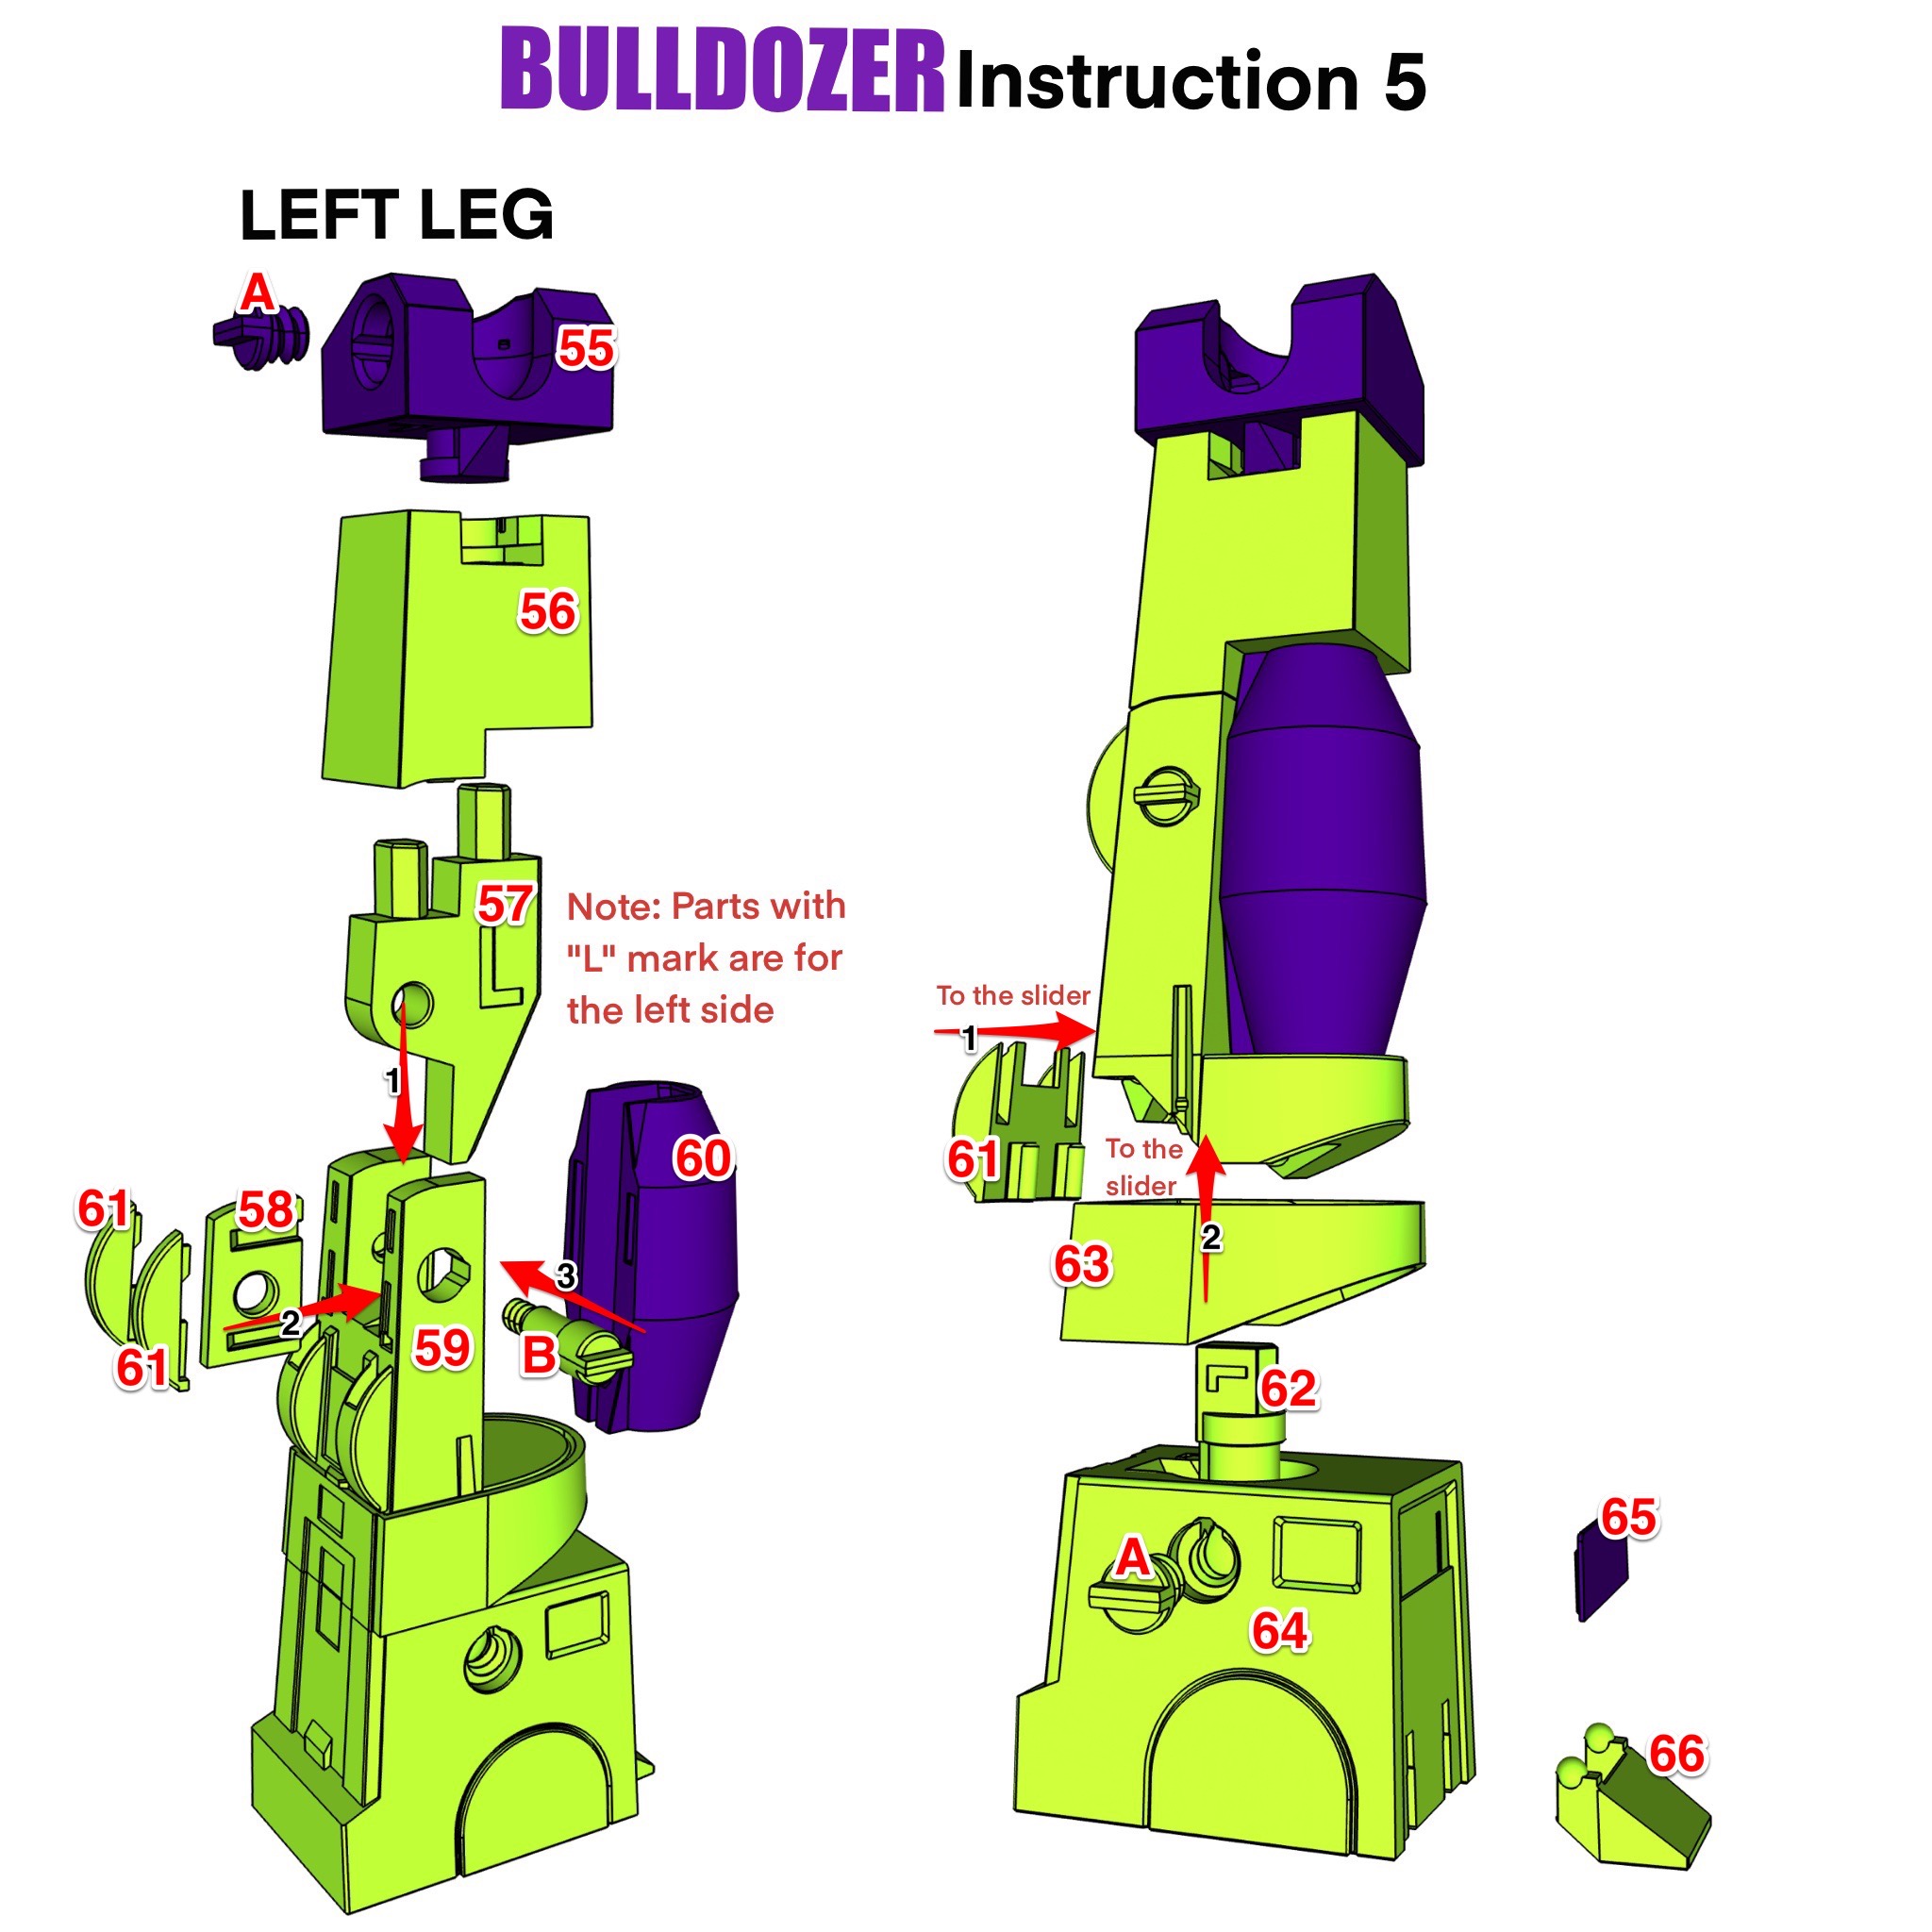 BULLDOZER Instruction 5
LEFT LEG
A
55
56
57
L
Note: Parts with
"L" mark are for
the left side
1
60
61
58
2
3
61
59
B
To the slider
1
61
To the
slider
2
63
L
62
A
64
65
66